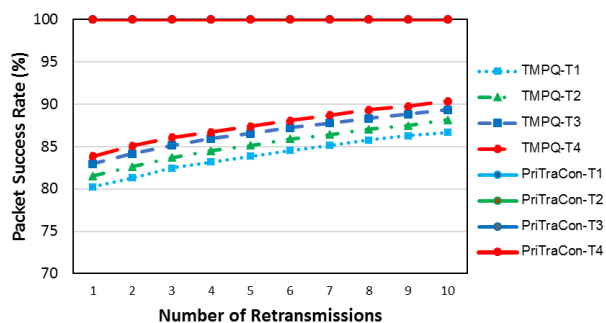 Packet Success Rate (%)
100
95
90
85
80
75
70
1 2 3 4 5 6 7 8 9 10
Number of Retransmissions
TMPQ-T1
TMPQ-T2
TMPQ-T3
TMPQ-T4
PriTraCon-T1
PriTraCon-T2
PriTraCon-T3
PriTraCon-T4